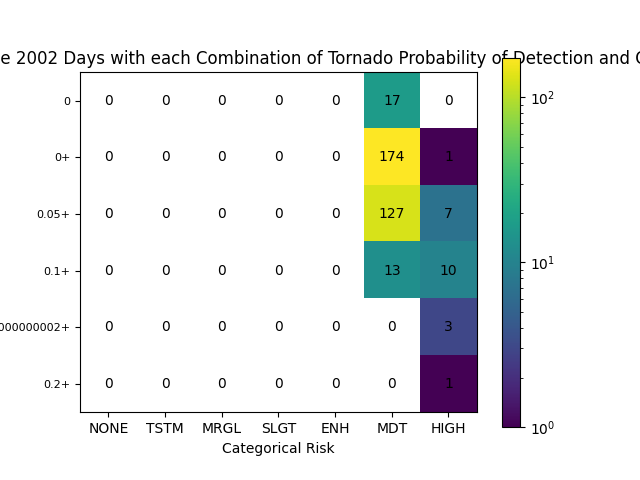 e 2002 Days with each Combination of Tornado Probability of Detection and C
0 0 0 0 0 0 17 0
0+ 0 0 0 0 0 174 1
0.05+ 0 0 0 0 0 127 7
0.1+ 0 0 0 0 0 13 10
000000002+ 0 0 0 0 0 0 3
0.2+ 0 0 0 0 0 0 1
NONE TSTM MRGL SLGT ENH MDT HIGH
Categorical Risk
10²
10¹
10⁰